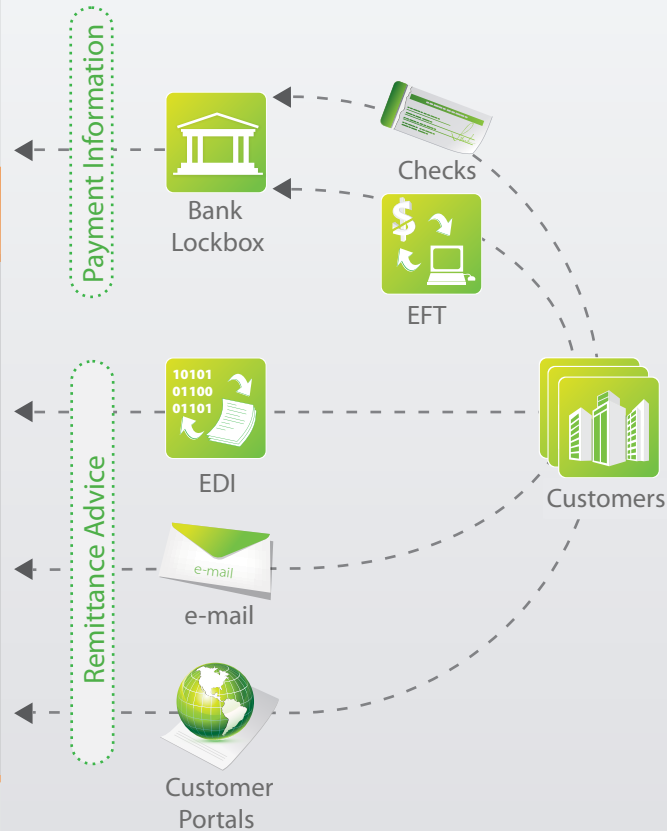 Payment Information
Checks
Bank
Lockbox
EFT
10101
01100
01101
EDI
Customers
Remittance Advice
e-mail
e-mail
Customer
Portals